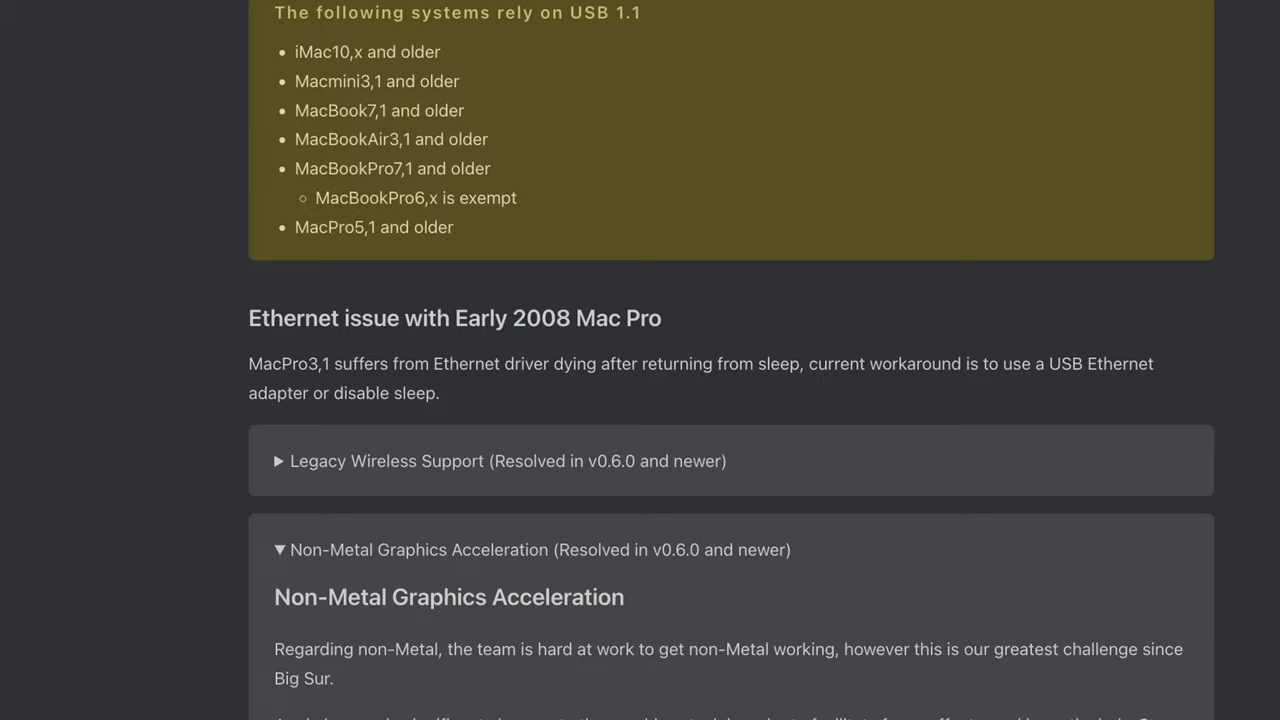 The following systems rely on USB 1.1
• iMac10,x and older
• Macmini3,1 and older
• MacBook7,1 and older
• MacBookAir3,1 and older
• MacBookPro7,1 and older
◦ MacBookPro6,x is exempt
• MacPro5,1 and older
Ethernet issue with Early 2008 Mac Pro
MacPro3,1 suffers from Ethernet driver dying after returning from sleep, current workaround is to use a USB Ethernet
adapter or disable sleep.
▶ Legacy Wireless Support (Resolved in v0.6.0 and newer)
▼ Non-Metal Graphics Acceleration (Resolved in v0.6.0 and newer)
Non-Metal Graphics Acceleration
Regarding non-Metal, the team is hard at work to get non-Metal working, however this is our greatest challenge since
Big Sur.